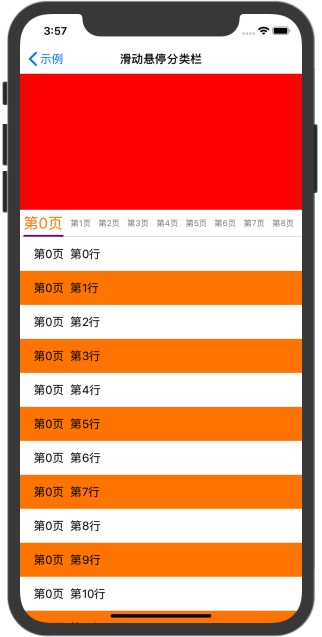 3:57
示例 滑动悬停分类栏
第0页 第1页 第2页 第3页 第4页 第5页 第6页 第7页 第8页
第0页 第0行
第0页 第1行
第0页 第2行
第0页 第3行
第0页 第4行
第0页 第5行
第0页 第6行
第0页 第7行
第0页 第8行
第0页 第9行
第0页 第10行